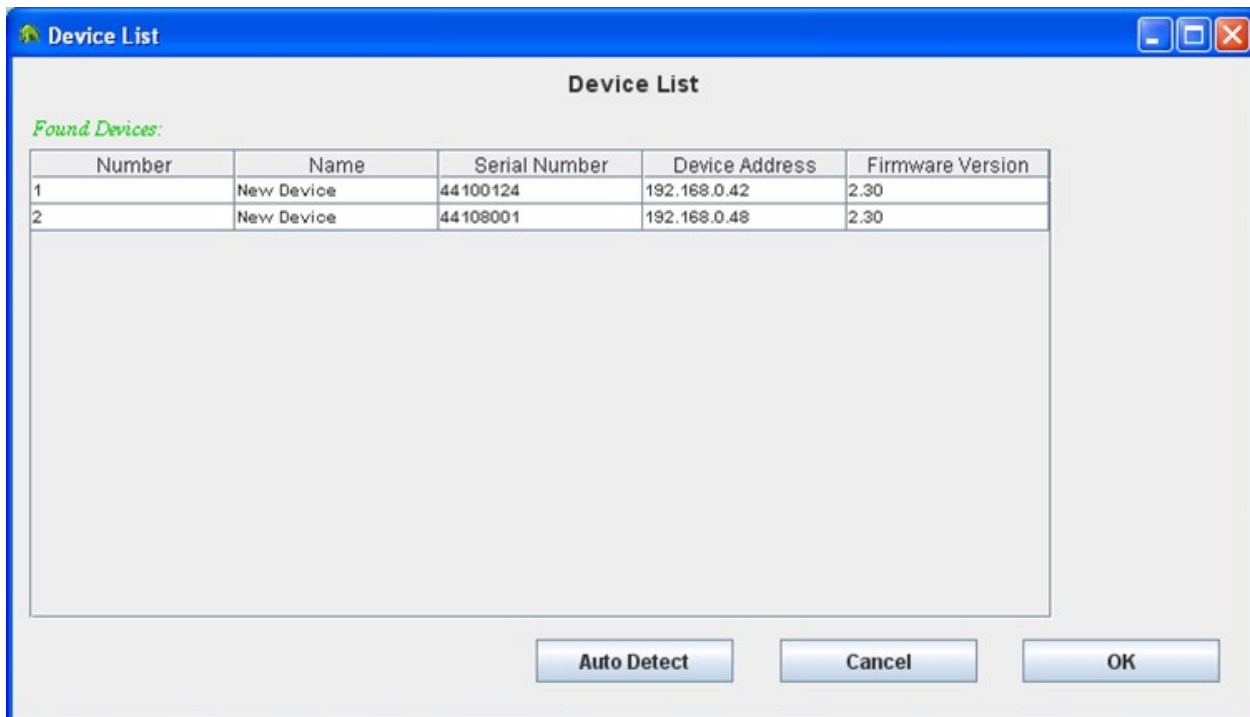 Device List
Device List
Found Devices:
Number Name Serial Number Device Address Firmware Version
1 New Device 44100124 192.168.0.42 2.30
2 New Device 44108001 192.168.0.48 2.30
Auto Detect Cancel OK